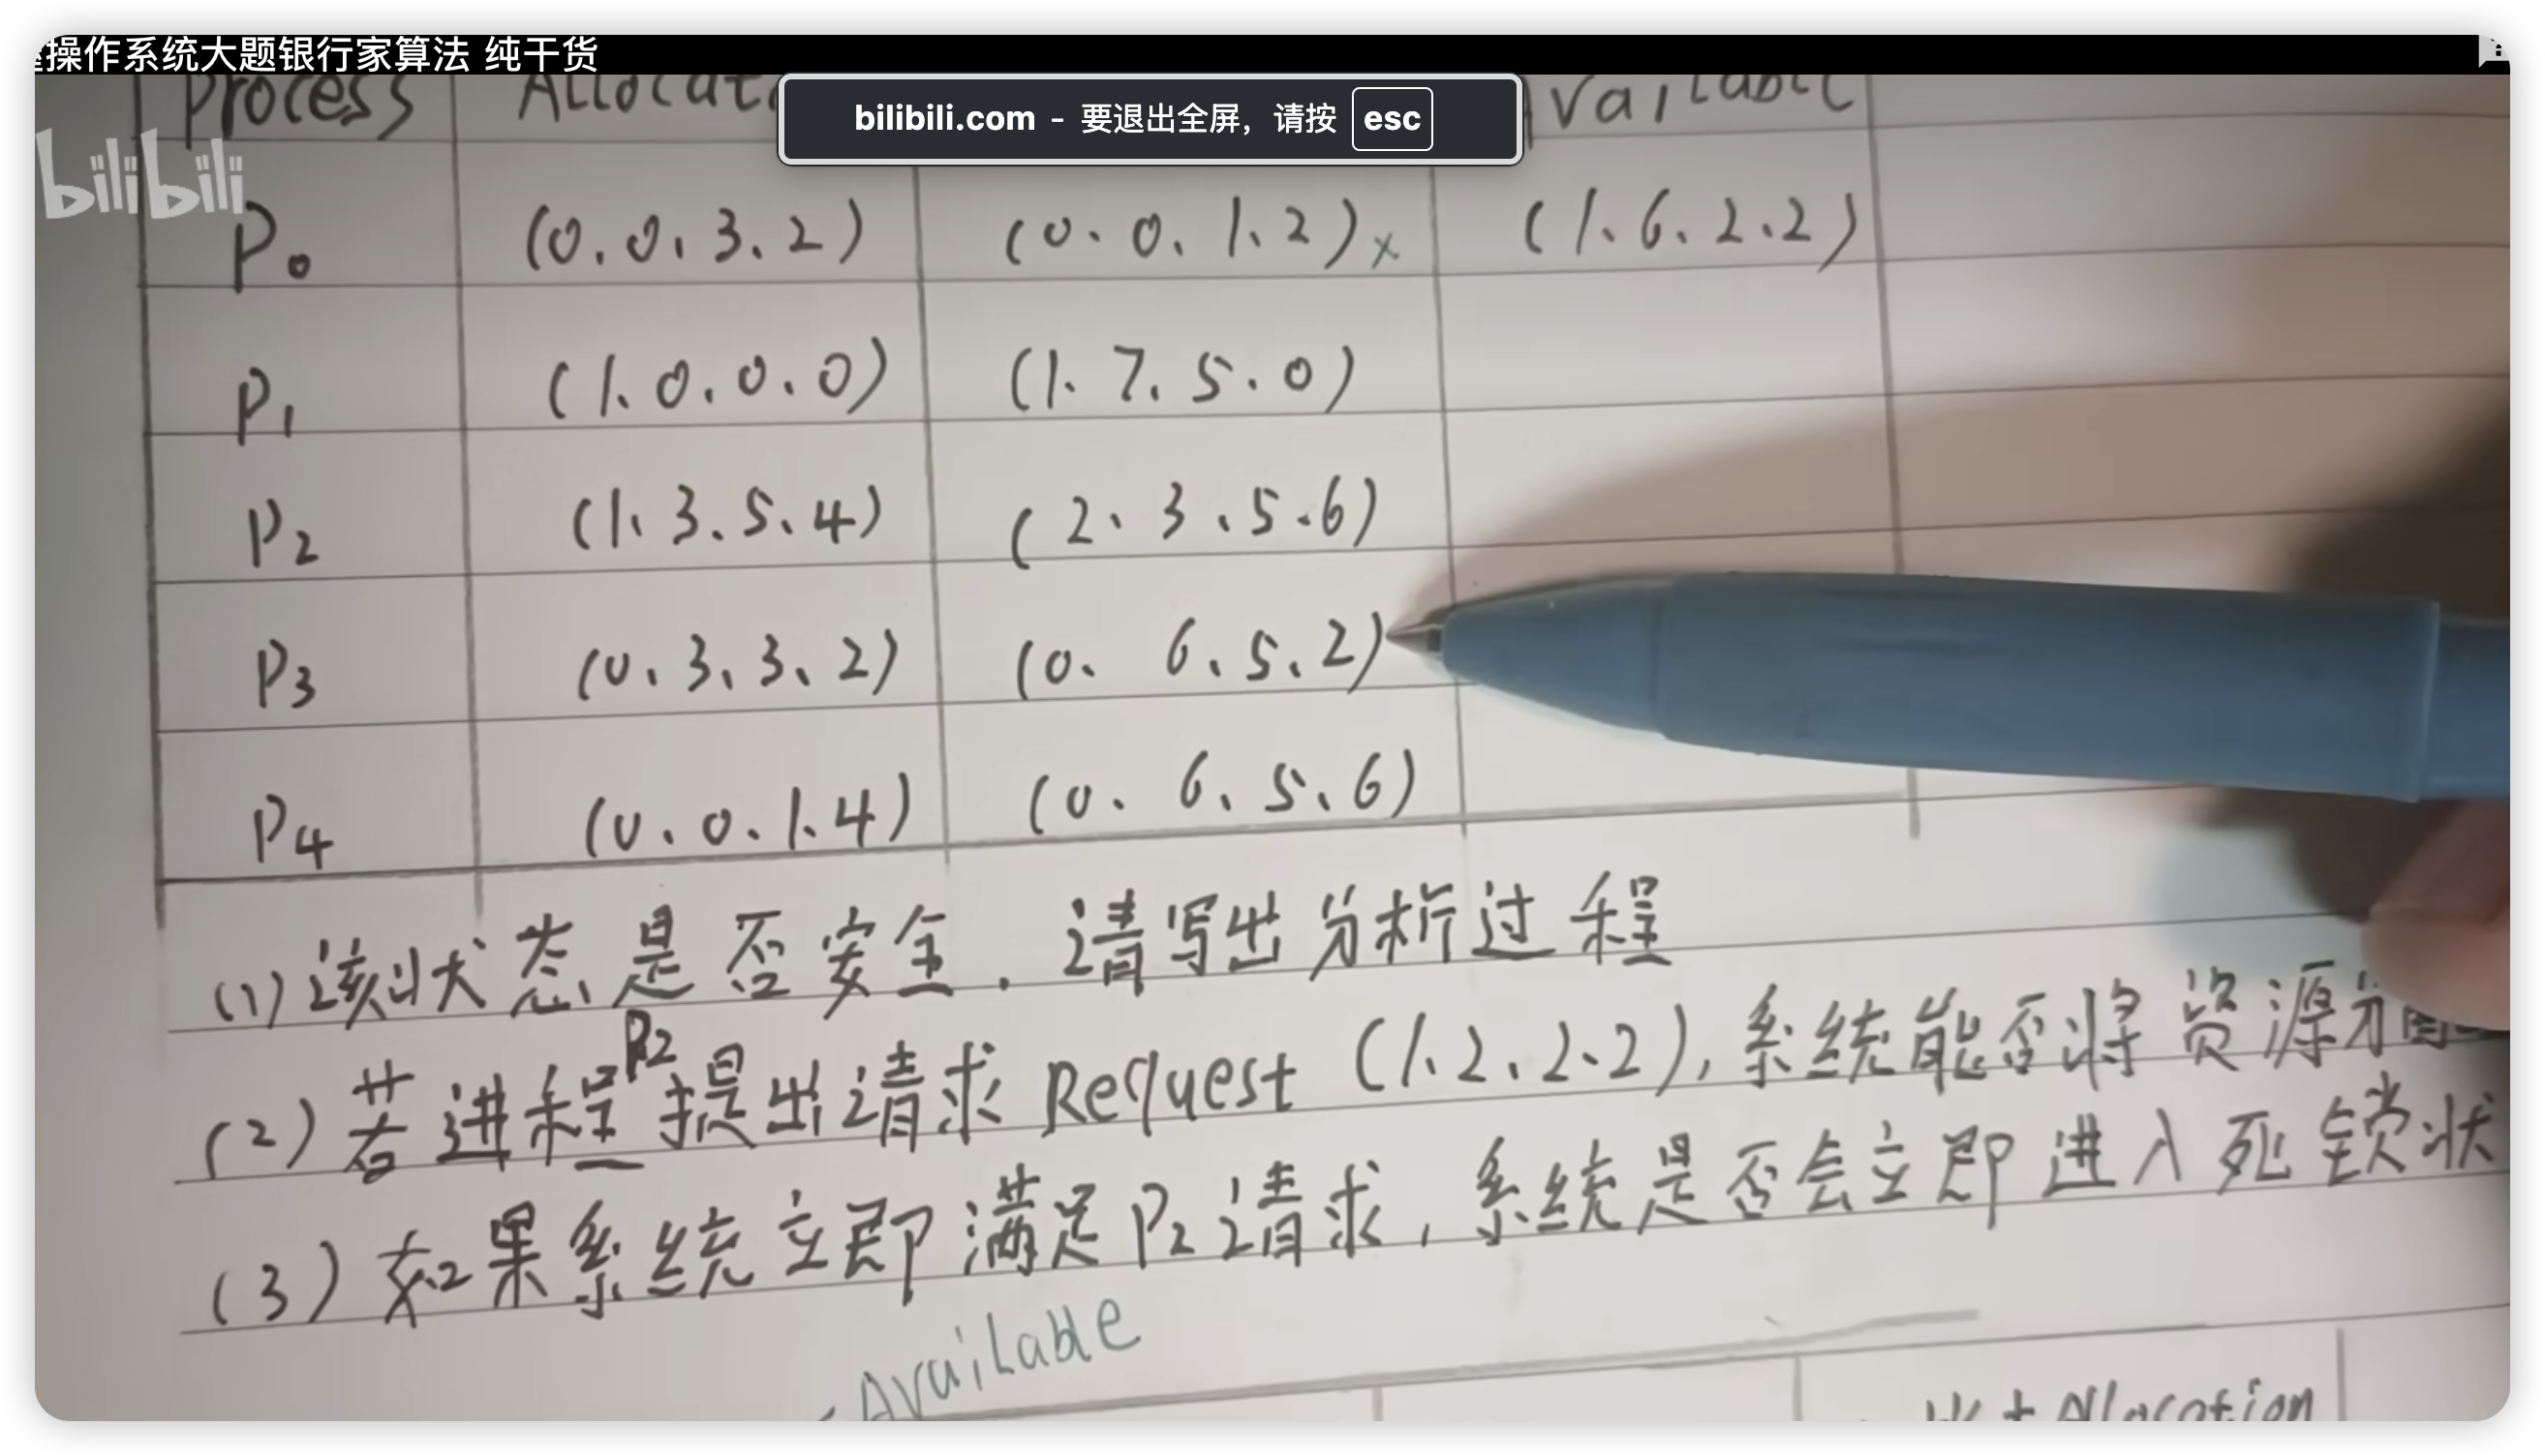 操作系统大题银行家算法 纯干货
bilibili.com - 要退出全屏，请按 esc
bilibili
Process Allocat Available
P0 (0.0.3.2) (0.0.1.2)× (1.6.2.2)
P1 (1.0.0.0) (1.7.5.0)
P2 (1.3.5.4) (2.3.5.6)
P3 (0.3.3.2) (0.6.5.2)
P4 (0.0.1.4) (0.6.5.6)
(1)该状态是否安全.请写出分析过程
(2)若进程P2提出请求Request(1.2.2.2),系统能否将资源分
(3)如果系统立即满足P2请求,系统是否会立即进入死锁状
Available
Allocation